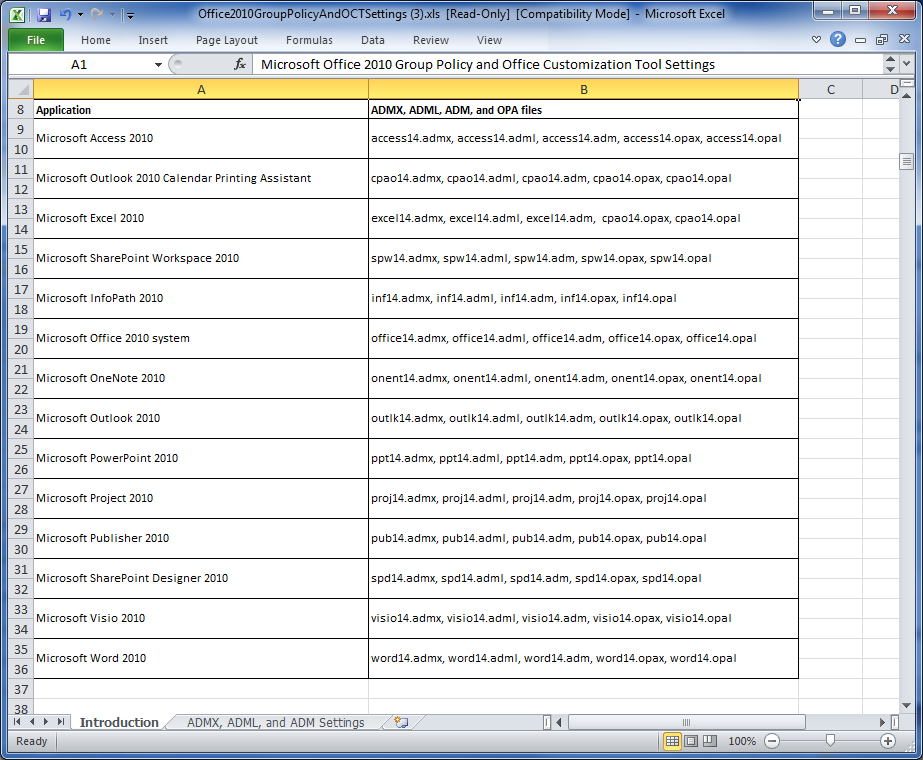 Office2010GroupPolicyAndOCTSettings (3).xls [Read-Only] [Compatibility Mode] - Microsoft Excel
File Home Insert Page Layout Formulas Data Review View
A1 fx Microsoft Office 2010 Group Policy and Office Customization Tool Settings
A B C D
8 Application ADMX, ADML, ADM, and OPA files
9
Microsoft Access 2010 access14.admx, access14.adml, access14.adm, access14.opax, access14.opal
10
11
Microsoft Outlook 2010 Calendar Printing Assistant cpao14.admx, cpao14.adml, cpao14.adm, cpao14.opax, cpao14.opal
12
13
Microsoft Excel 2010 excel14.admx, excel14.adml, excel14.adm,  cpao14.opax, cpao14.opal
14
15
Microsoft SharePoint Workspace 2010 spw14.admx, spw14.adml, spw14.adm, spw14.opax, spw14.opal
16
17
Microsoft InfoPath 2010 inf14.admx, inf14.adml, inf14.adm, inf14.opax, inf14.opal
18
19
Microsoft Office 2010 system office14.admx, office14.adml, office14.adm, office14.opax, office14.opal
20
21
Microsoft OneNote 2010 onent14.admx, onent14.adml, onent14.adm, onent14.opax, onent14.opal
22
23
Microsoft Outlook 2010 outlk14.admx, outlk14.adml, outlk14.adm, outlk14.opax, outlk14.opal
24
25
Microsoft PowerPoint 2010 ppt14.admx, ppt14.adml, ppt14.adm, ppt14.opax, ppt14.opal
26
27
Microsoft Project 2010 proj14.admx, proj14.adml, proj14.adm, proj14.opax, proj14.opal
28
29
Microsoft Publisher 2010 pub14.admx, pub14.adml, pub14.adm, pub14.opax, pub14.opal
30
31
Microsoft SharePoint Designer 2010 spd14.admx, spd14.adml, spd14.adm, spd14.opax, spd14.opal
32
33
Microsoft Visio 2010 visio14.admx, visio14.adml, visio14.adm, visio14.opax, visio14.opal
34
35
Microsoft Word 2010 word14.admx, word14.adml, word14.adm, word14.opax, word14.opal
36
37
38
Introduction ADMX, ADML, and ADM Settings
Ready 100%